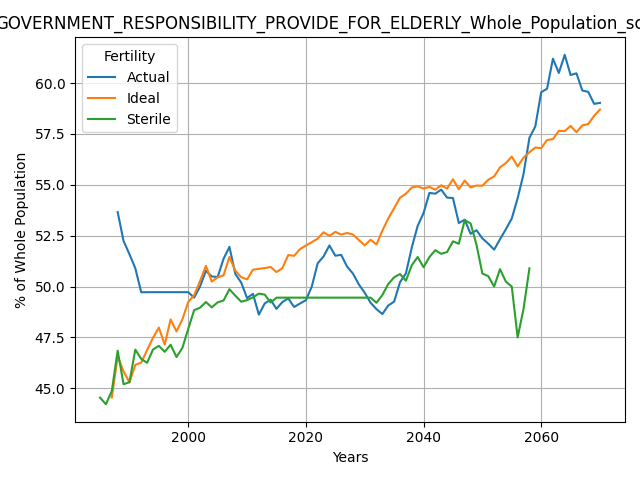 GOVERNMENT_RESPONSIBILITY_PROVIDE_FOR_ELDERLY_Whole_Population_sc
Fertility
Actual
Ideal
Sterile
60.0
57.5
55.0
52.5
50.0
47.5
45.0
% of Whole Population
2000 2020 2040 2060
Years